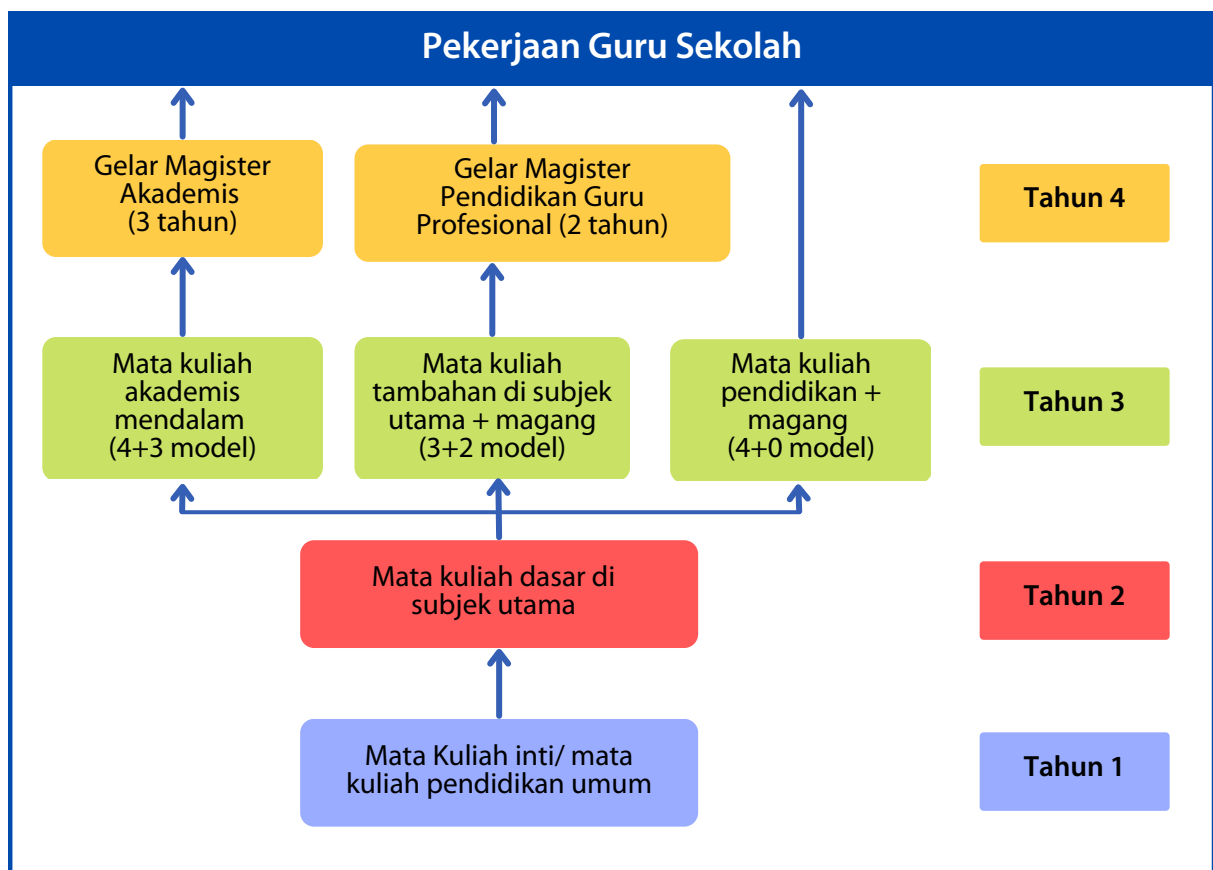 Pekerjaan Guru Sekolah
Gelar Magister
Akademis
(3 tahun)
Gelar Magister
Pendidikan Guru
Profesional (2 tahun)
Tahun 4
Mata kuliah
akademis
mendalam
(4+3 model)
Mata kuliah
tambahan di subjek
utama + magang
(3+2 model)
Mata kuliah
pendidikan +
magang
(4+0 model)
Tahun 3
Mata kuliah dasar di
subjek utama
Tahun 2
Mata Kuliah inti/ mata
kuliah pendidikan umum
Tahun 1